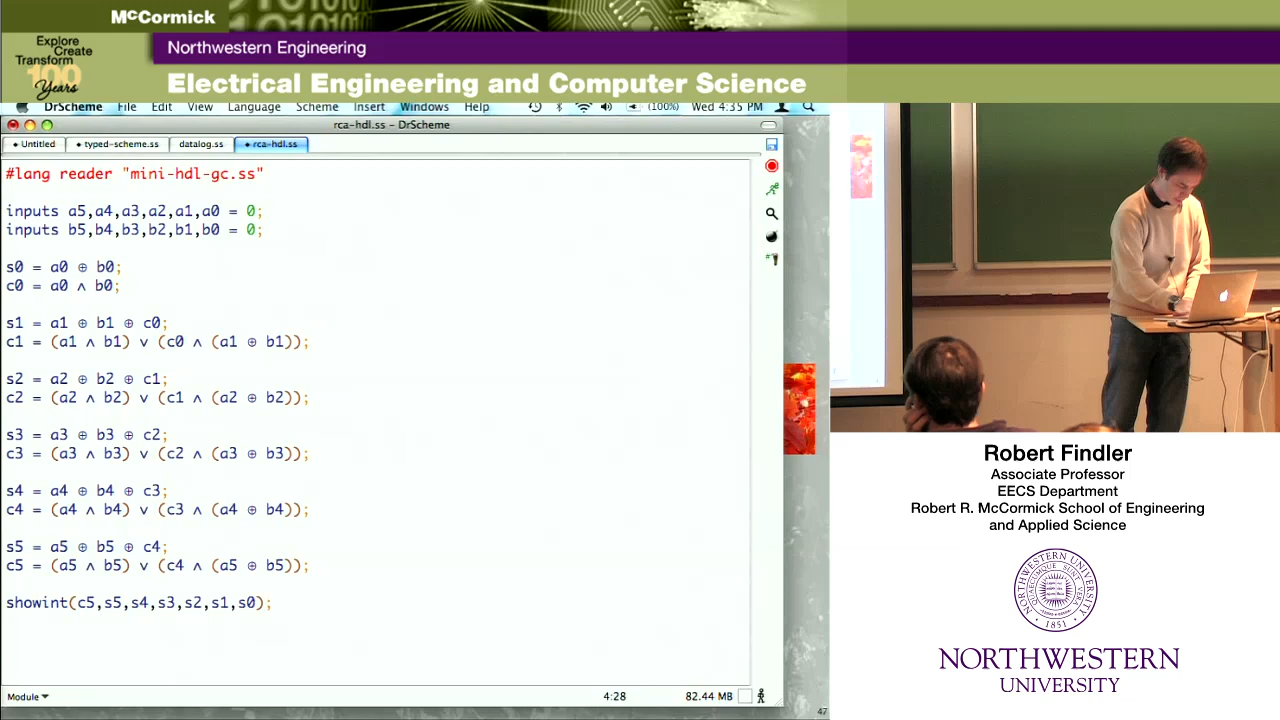 McCormick
Explore
Create
Transform
100
Years
Northwestern Engineering
Electrical Engineering and Computer Science
DrScheme File Edit View Language Scheme Insert Windows Help (100%) Wed 4:35 PM
rca-hdl.ss - DrScheme
• Untitled • typed-scheme.ss datalog.ss • rca-hdl.ss
#lang reader "mini-hdl-gc.ss"
inputs a5,a4,a3,a2,a1,a0 = 0;
inputs b5,b4,b3,b2,b1,b0 = 0;
s0 = a0 ⊕ b0;
c0 = a0 ∧ b0;
s1 = a1 ⊕ b1 ⊕ c0;
c1 = (a1 ∧ b1) ∨ (c0 ∧ (a1 ⊕ b1));
s2 = a2 ⊕ b2 ⊕ c1;
c2 = (a2 ∧ b2) ∨ (c1 ∧ (a2 ⊕ b2));
s3 = a3 ⊕ b3 ⊕ c2;
c3 = (a3 ∧ b3) ∨ (c2 ∧ (a3 ⊕ b3));
s4 = a4 ⊕ b4 ⊕ c3;
c4 = (a4 ∧ b4) ∨ (c3 ∧ (a4 ⊕ b4));
s5 = a5 ⊕ b5 ⊕ c4;
c5 = (a5 ∧ b5) ∨ (c4 ∧ (a5 ⊕ b5));
showint(c5,s5,s4,s3,s2,s1,s0);
Module 4:28 82.44 MB
47
Robert Findler
Associate Professor
EECS Department
Robert R. McCormick School of Engineering
and Applied Science
1851
NORTHWESTERN
UNIVERSITY